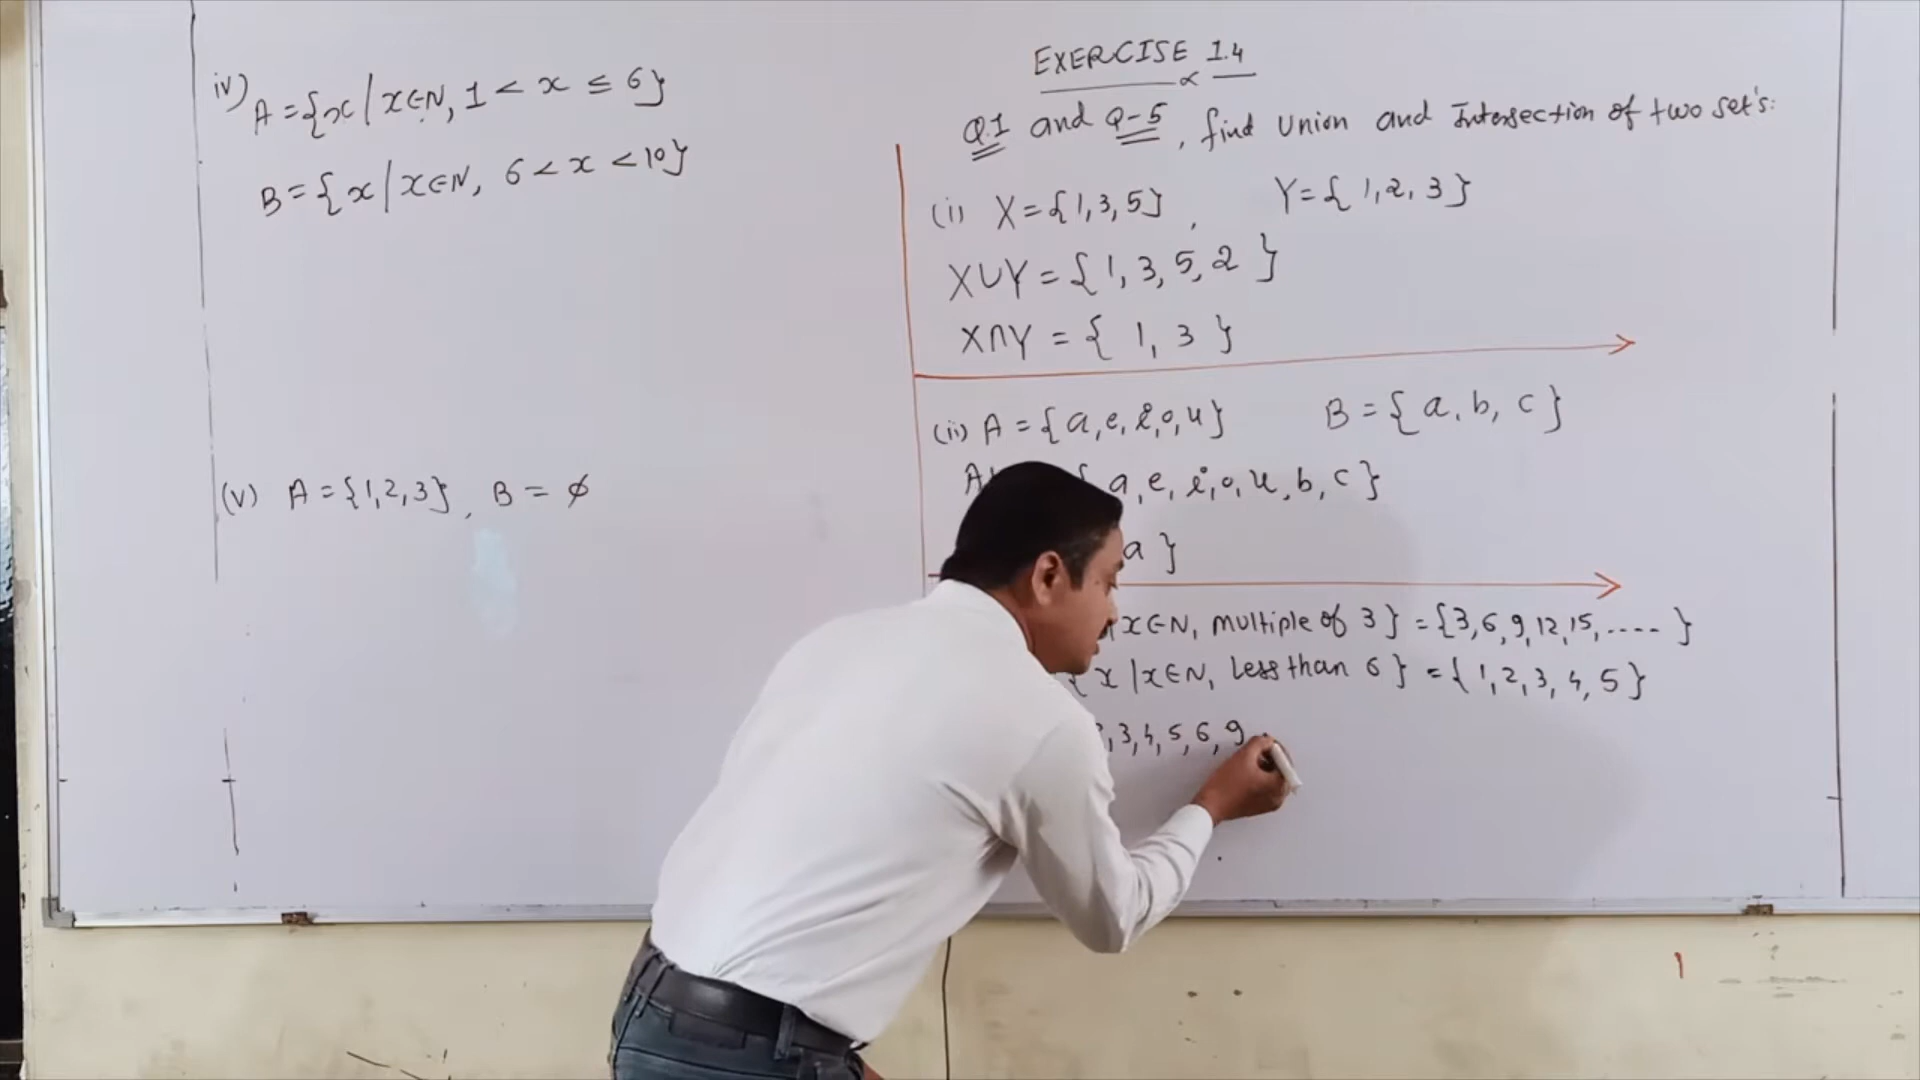 iv) A = {x / x∈N, 1 < x ≤ 6}
B = {x / x∈N, 6 < x < 10}
(v) A = {1, 2, 3}, B = ϕ
EXERCISE 1.4
Q.1 and Q-5, find Union and Intersection of two set's:
(i) X = {1, 3, 5}, Y = {1, 2, 3}
X∪Y = {1, 3, 5, 2}
X∩Y = {1, 3}
(ii) A = {a, e, i, o, u} B = {a, b, c}
A { a, e, i, o, u, b, c}
a }
x∈N, multiple of 3} = {3, 6, 9, 12, 15, .... }
{x / x∈N, Less than 6} = {1, 2, 3, 4, 5}
, 3, 4, 5, 6, 9